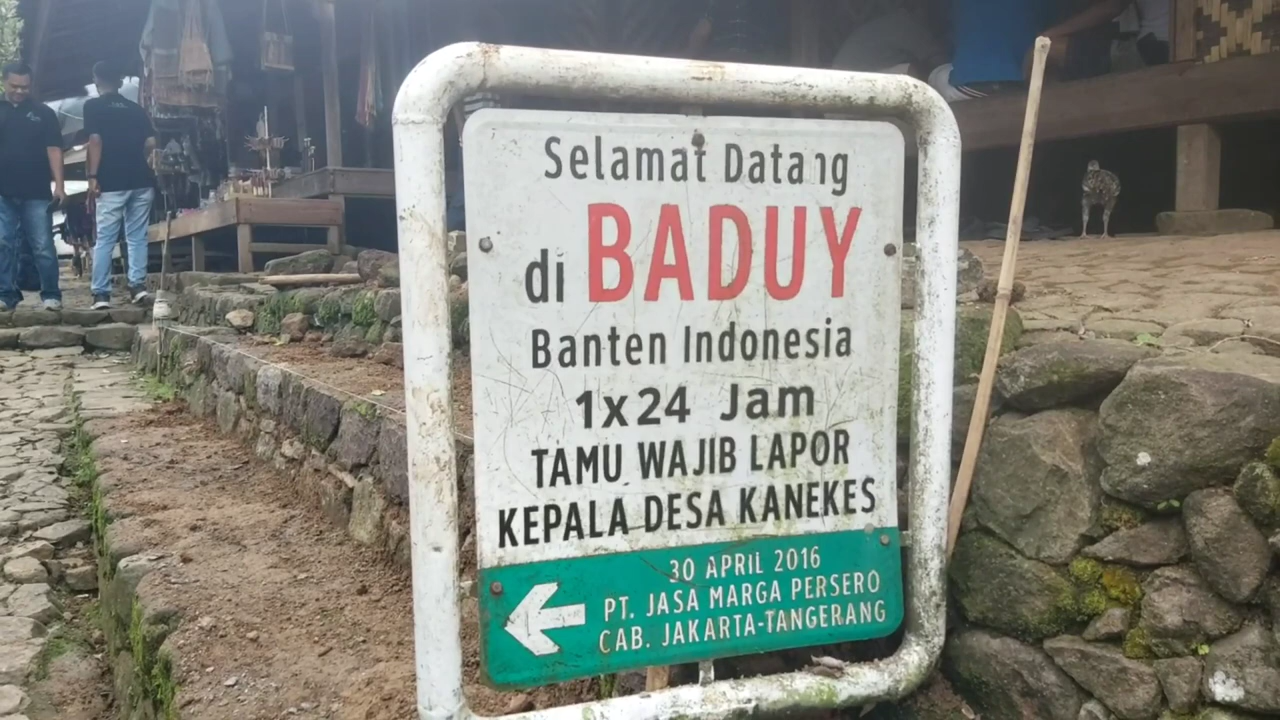 Selamat Datang
di BADUY
Banten Indonesia
1x24 Jam
TAMU WAJIB LAPOR
KEPALA DESA KANEKES
30 APRIL 2016
PT. JASA MARGA PERSERO
CAB. JAKARTA-TANGERANG